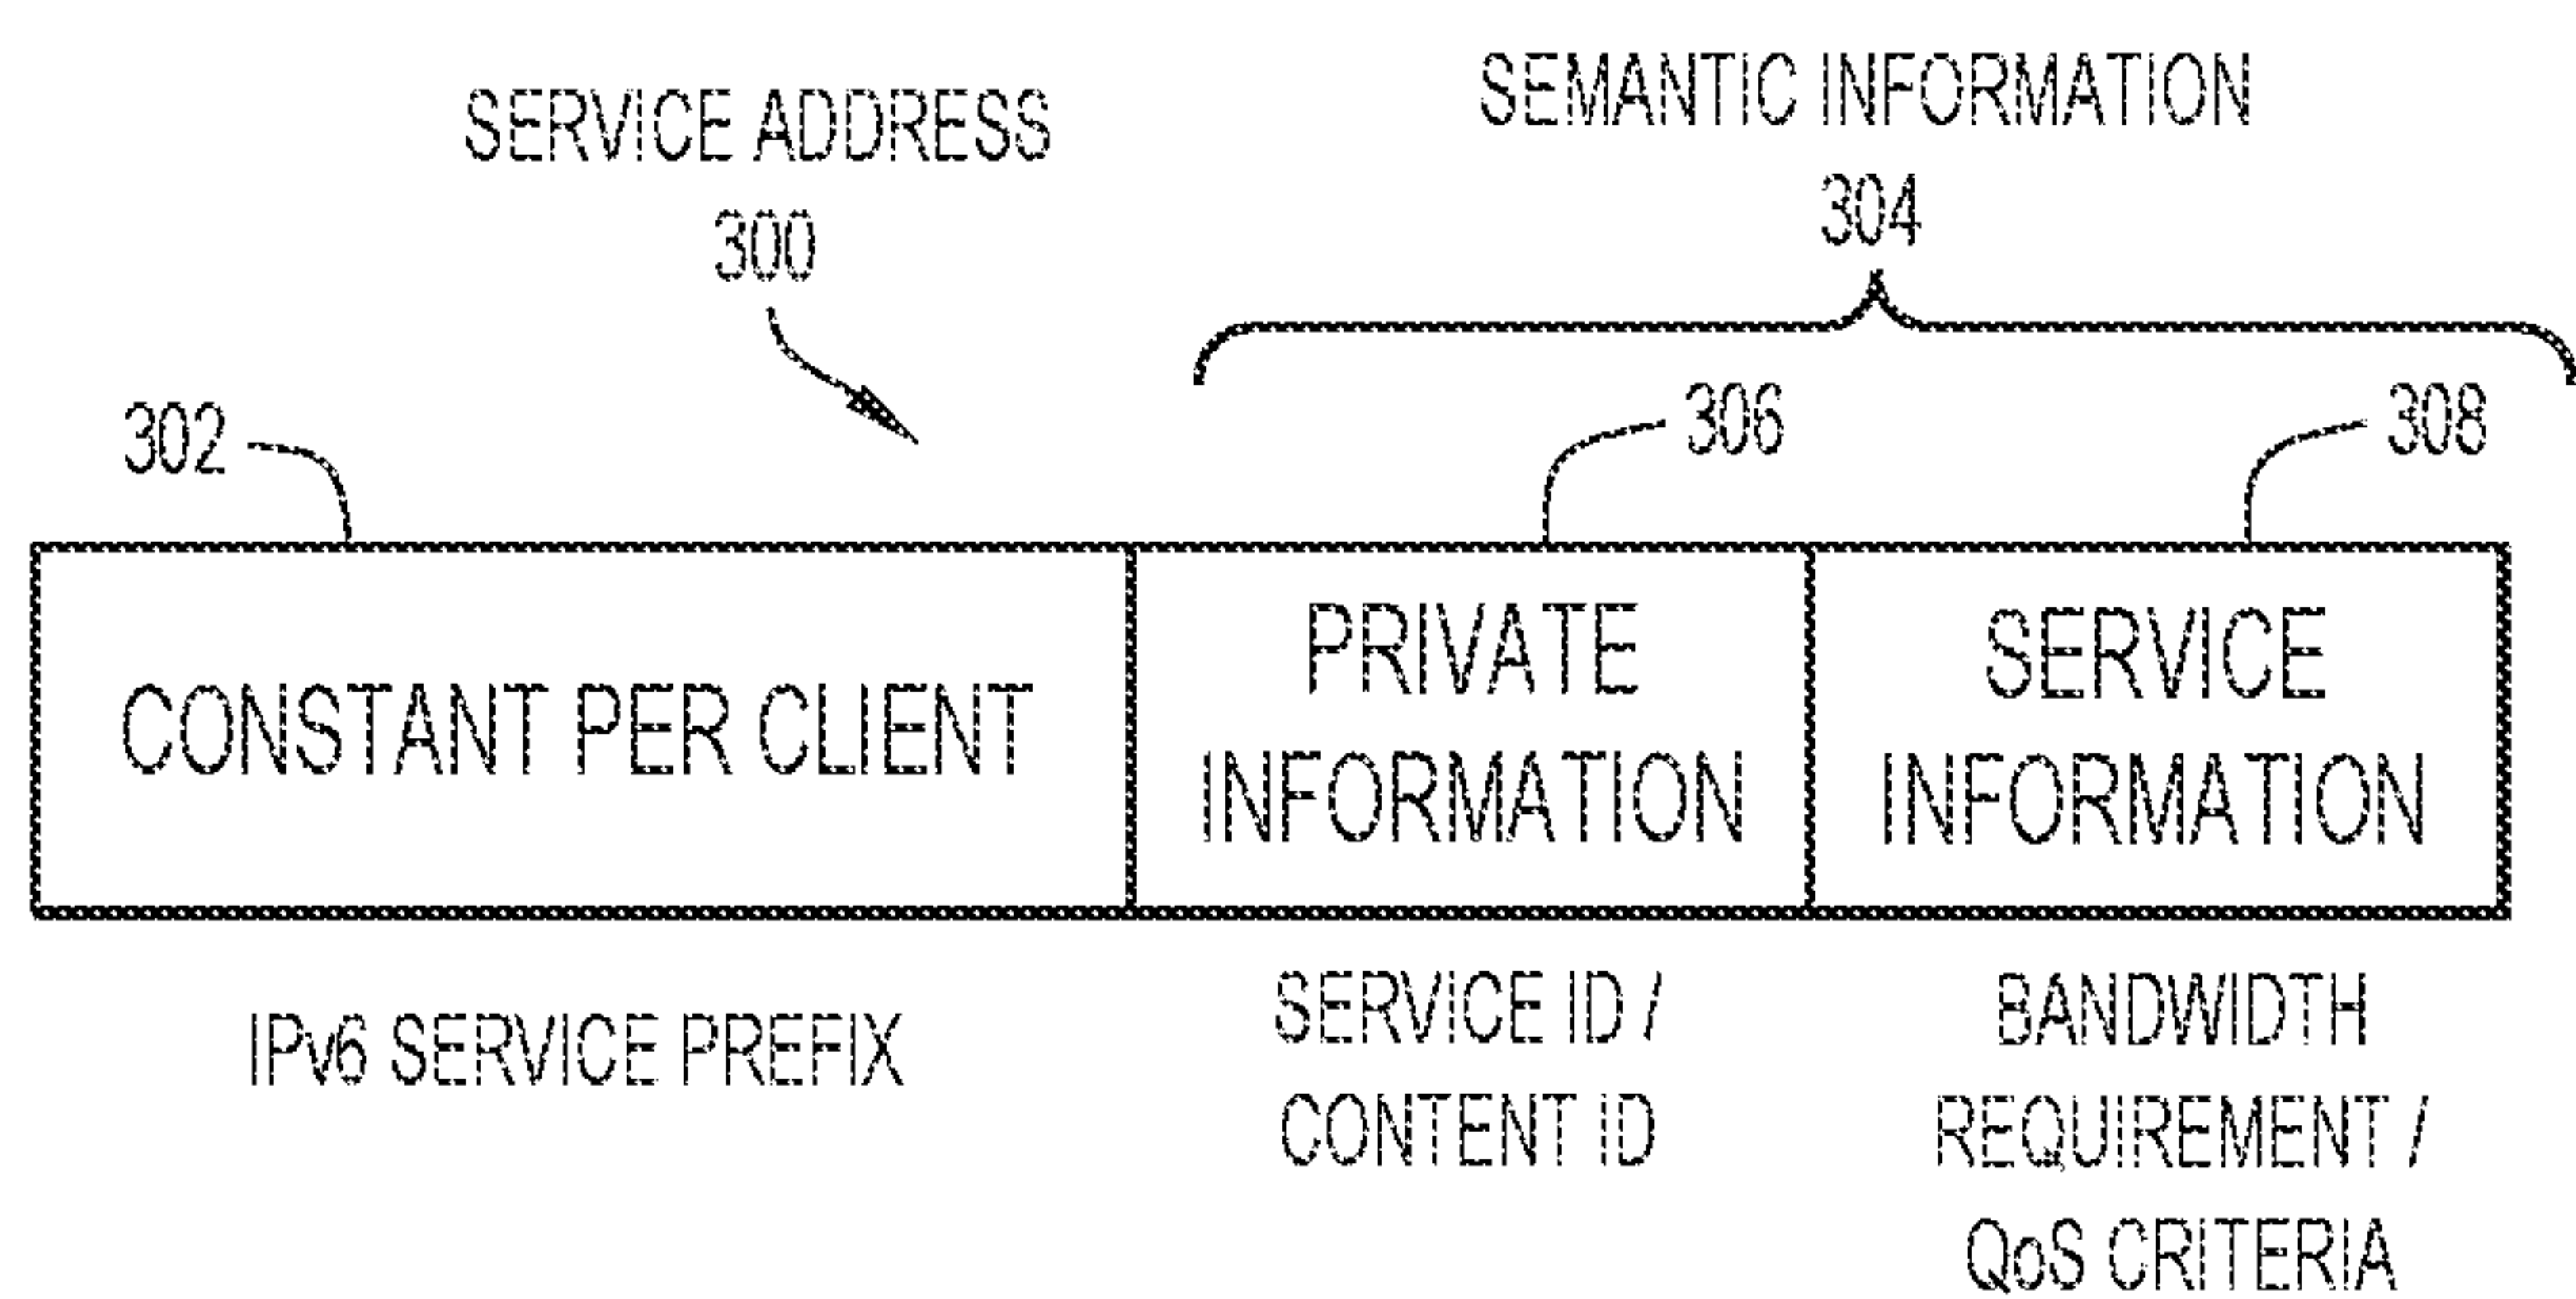 SERVICE ADDRESS
300
SEMANTIC INFORMATION
304
302
306
308
CONSTANT PER CLIENT
PRIVATE
INFORMATION
SERVICE
INFORMATION
IPv6 SERVICE PREFIX
SERVICE ID /
CONTENT ID
BANDWIDTH
REQUIREMENT /
QoS CRITERIA